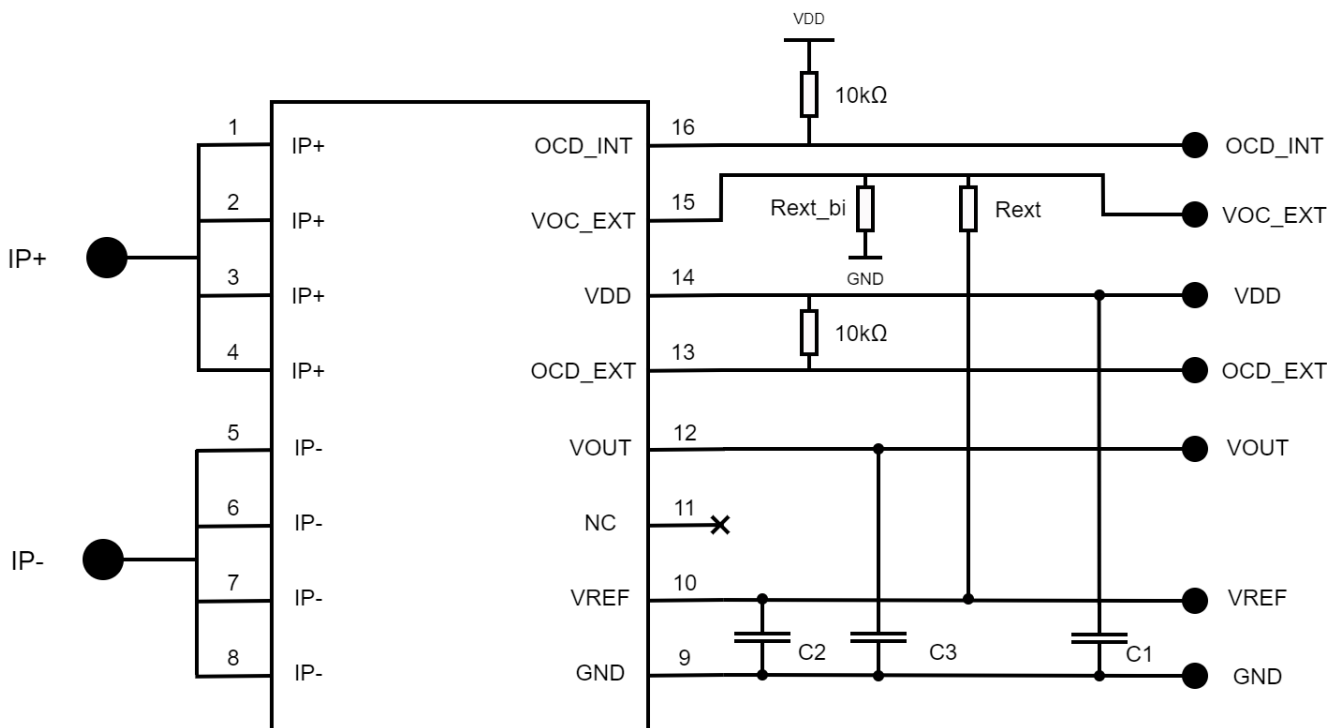 VDD
10kΩ
1 IP+ OCD_INT 16 OCD_INT
2 IP+ VOC_EXT 15 Rext_bi Rext VOC_EXT
IP+
GND
3 IP+ VDD 14 VDD
10kΩ
4 IP+ OCD_EXT 13 OCD_EXT
5 IP- VOUT 12 VOUT
6 IP- NC 11
IP-
7 IP- VREF 10 VREF
C2 C3 C1
8 IP- GND 9 GND